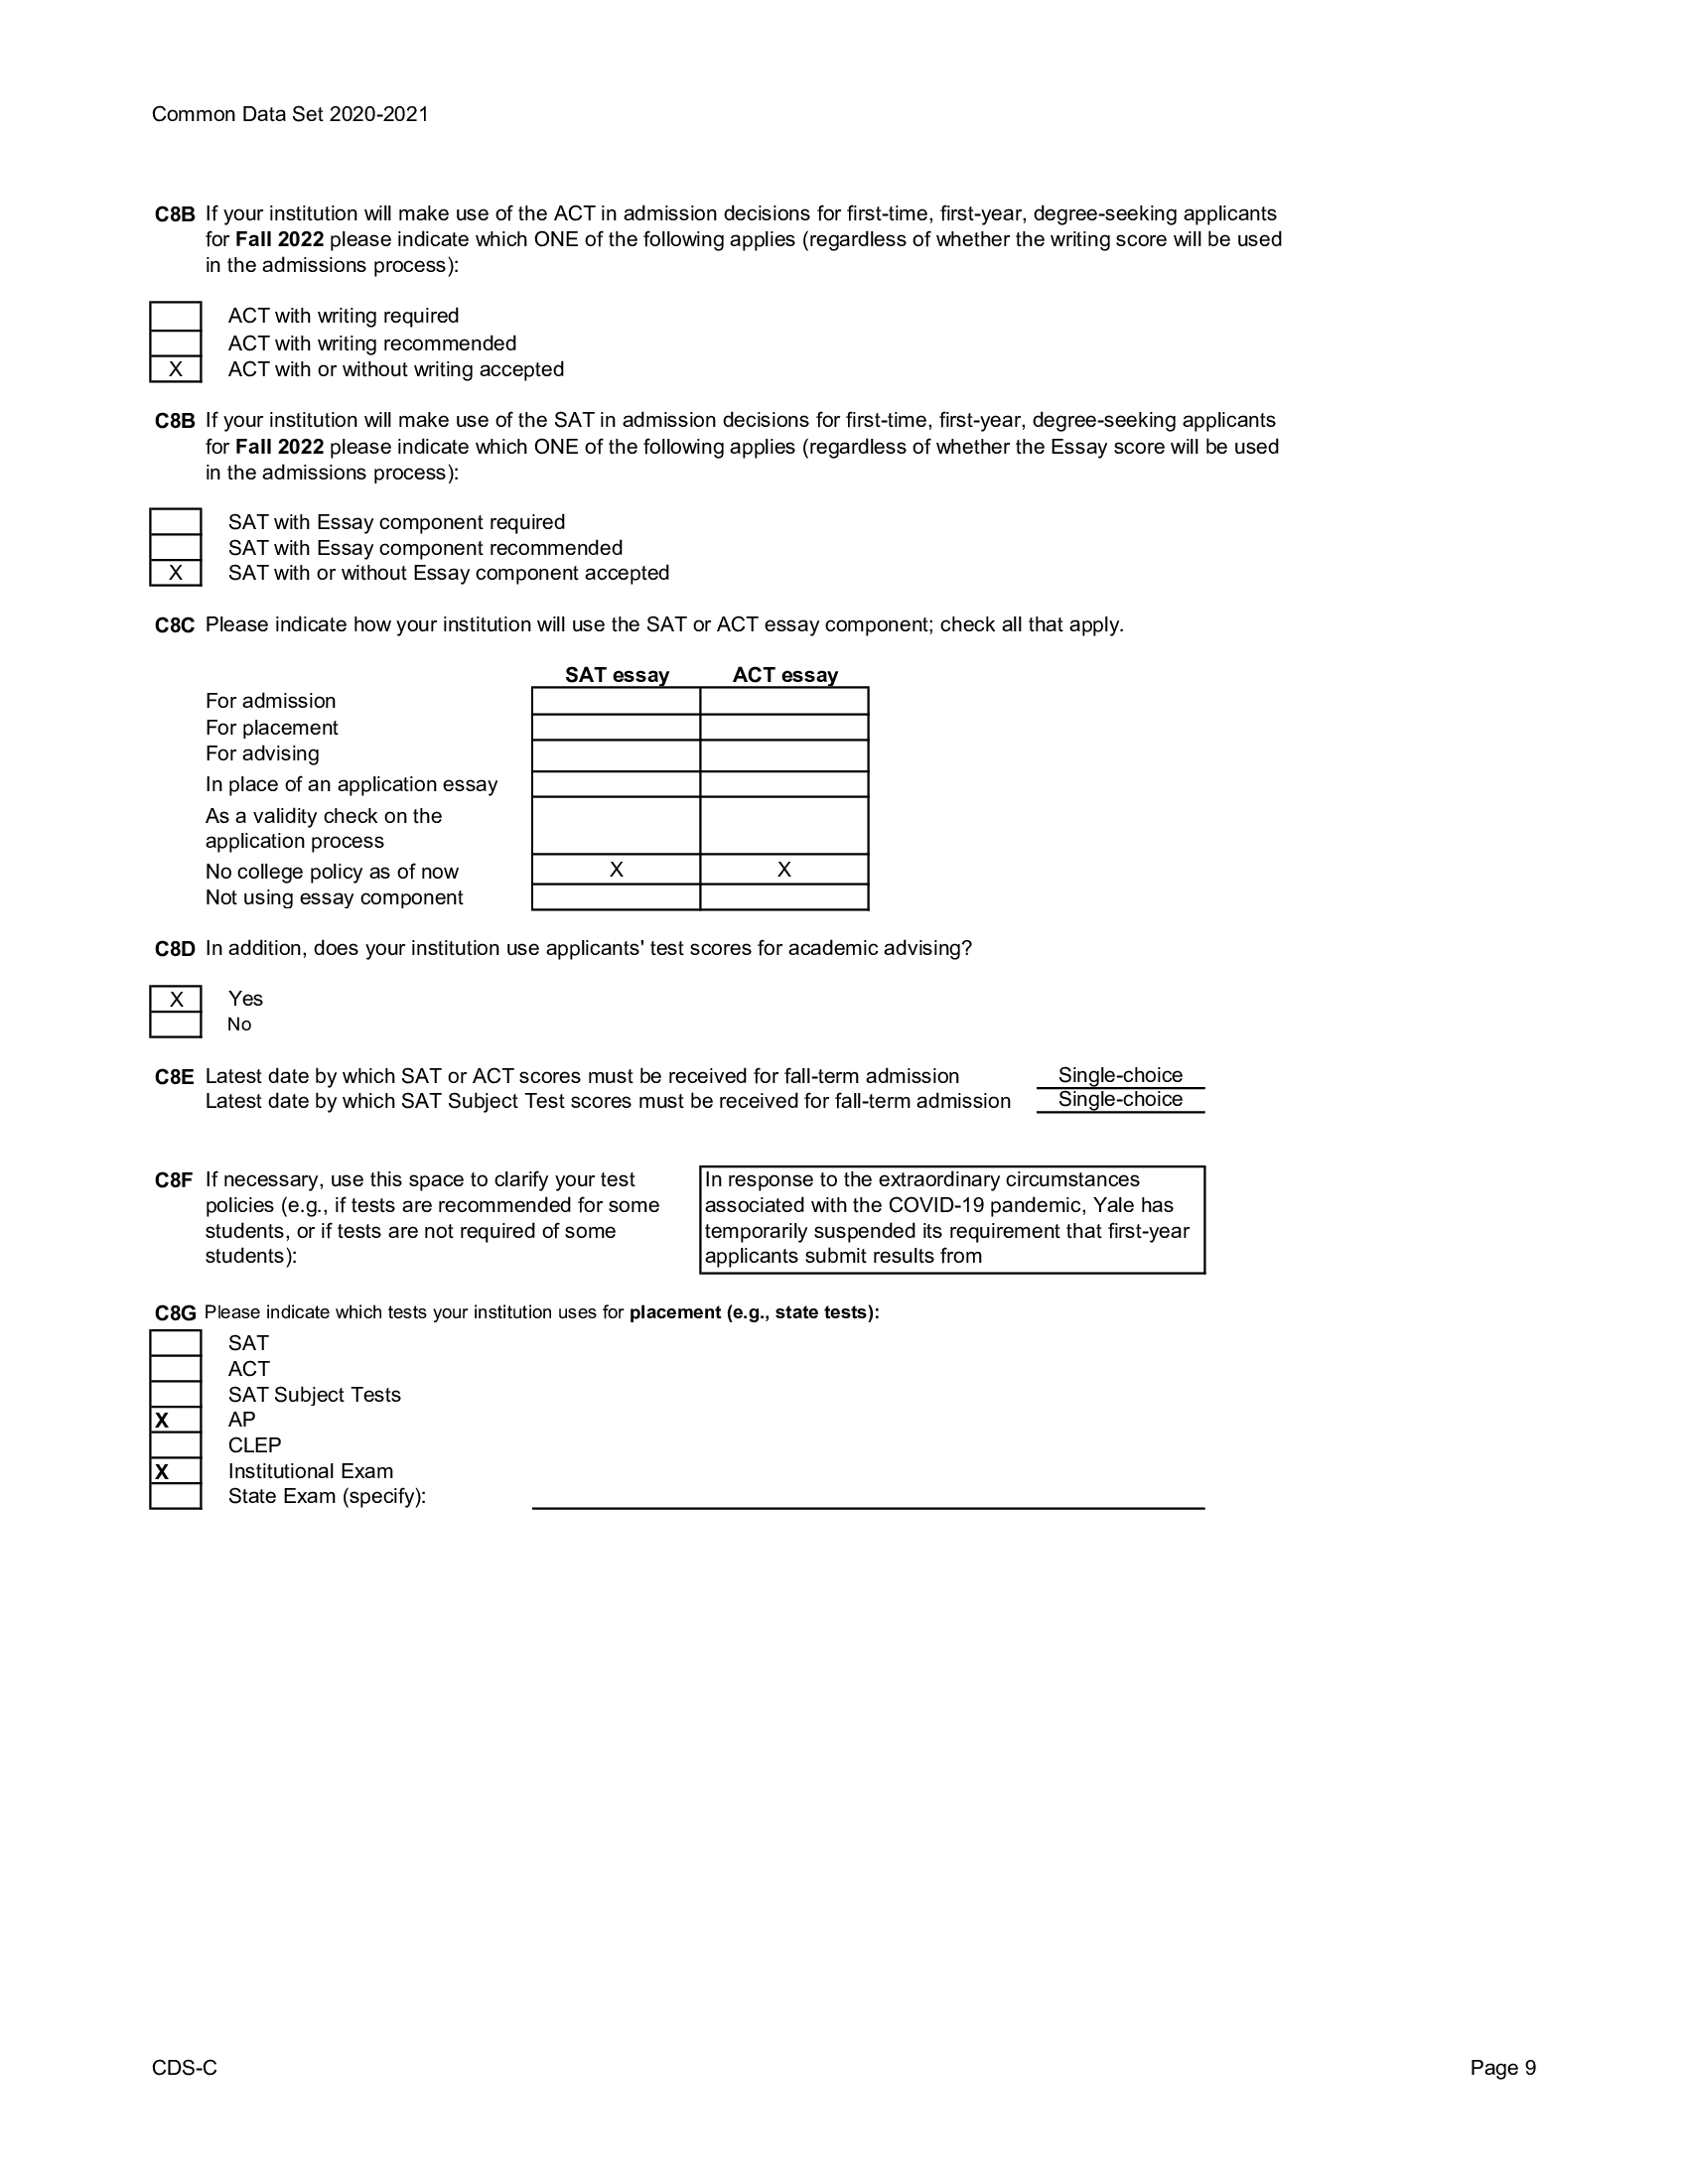 Common Data Set 2020-2021
C8B If your institution will make use of the ACT in admission decisions for first-time, first-year, degree-seeking applicants
for Fall 2022 please indicate which ONE of the following applies (regardless of whether the writing score will be used
in the admissions process):
ACT with writing required
ACT with writing recommended
X ACT with or without writing accepted
C8B If your institution will make use of the SAT in admission decisions for first-time, first-year, degree-seeking applicants
for Fall 2022 please indicate which ONE of the following applies (regardless of whether the Essay score will be used
in the admissions process):
SAT with Essay component required
SAT with Essay component recommended
X SAT with or without Essay component accepted
C8C Please indicate how your institution will use the SAT or ACT essay component; check all that apply.
SAT essay ACT essay
For admission
For placement
For advising
In place of an application essay
As a validity check on the
application process
No college policy as of now X X
Not using essay component
C8D In addition, does your institution use applicants' test scores for academic advising?
X Yes
No
C8E Latest date by which SAT or ACT scores must be received for fall-term admission Single-choice
Latest date by which SAT Subject Test scores must be received for fall-term admission Single-choice
C8F If necessary, use this space to clarify your test
policies (e.g., if tests are recommended for some
students, or if tests are not required of some
students):
In response to the extraordinary circumstances
associated with the COVID-19 pandemic, Yale has
temporarily suspended its requirement that first-year
applicants submit results from
C8G Please indicate which tests your institution uses for placement (e.g., state tests):
SAT
ACT
SAT Subject Tests
X AP
CLEP
X Institutional Exam
State Exam (specify):
CDS-C Page 9